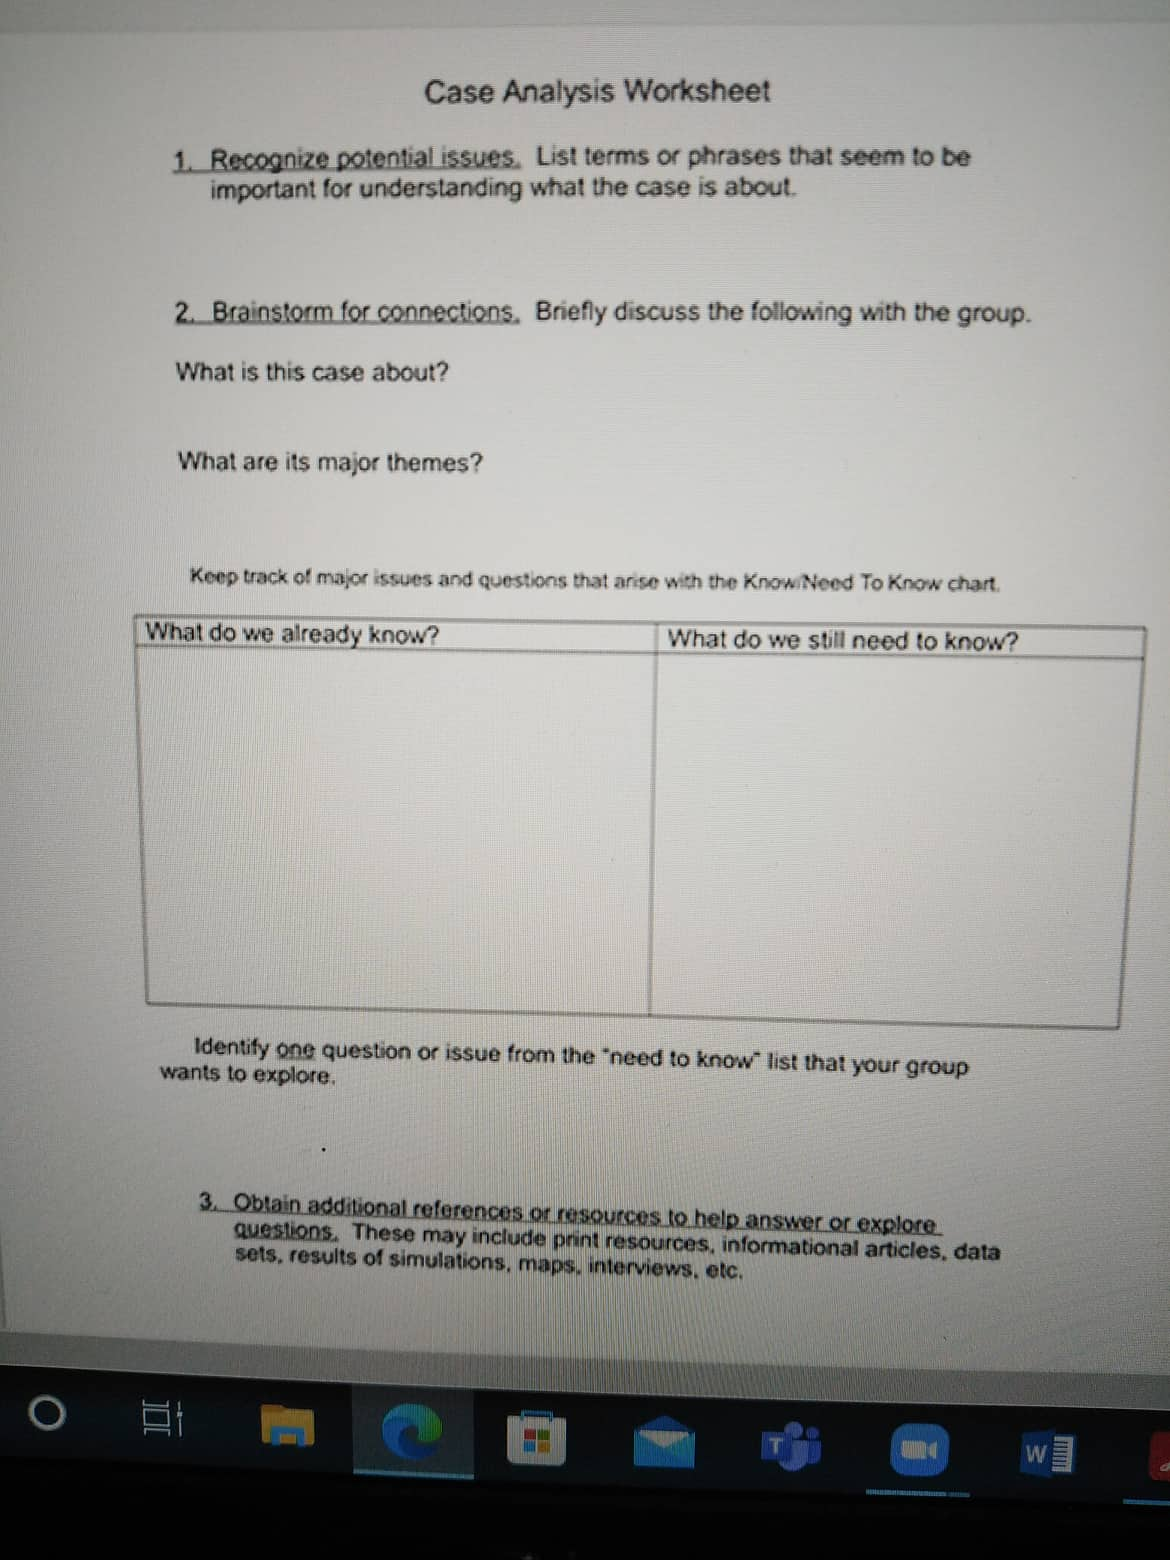 Case Analysis Worksheet
1. Recognize potential issues. List terms or phrases that seem to be
important for understanding what the case is about.
2. Brainstorm for connections. Briefly discuss the following with the group.
What is this case about?
What are its major themes?
Keep track of major issues and questions that arise with the Know/Need To Know chart.
What do we already know?
What do we still need to know?
Identify one question or issue from the "need to know" list that your group
wants to explore.
3. Obtain additional references or resources to help answer or explore
questions. These may include print resources, informational articles, data
sets, results of simulations, maps, interviews, etc.
T
W